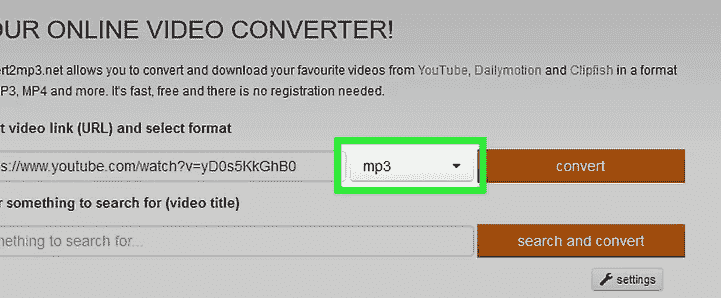 OUR ONLINE VIDEO CONVERTER!
ert2mp3.net allows you to convert and download your favourite videos from YouTube, Dailymotion and Clipfish in a format
P3, MP4 and more. It's fast, free and there is no registration needed.
t video link (URL) and select format
s://www.youtube.com/watch?v=yD0s5KkGhB0 mp3 convert
r something to search for (video title)
nething to search for... search and convert
settings